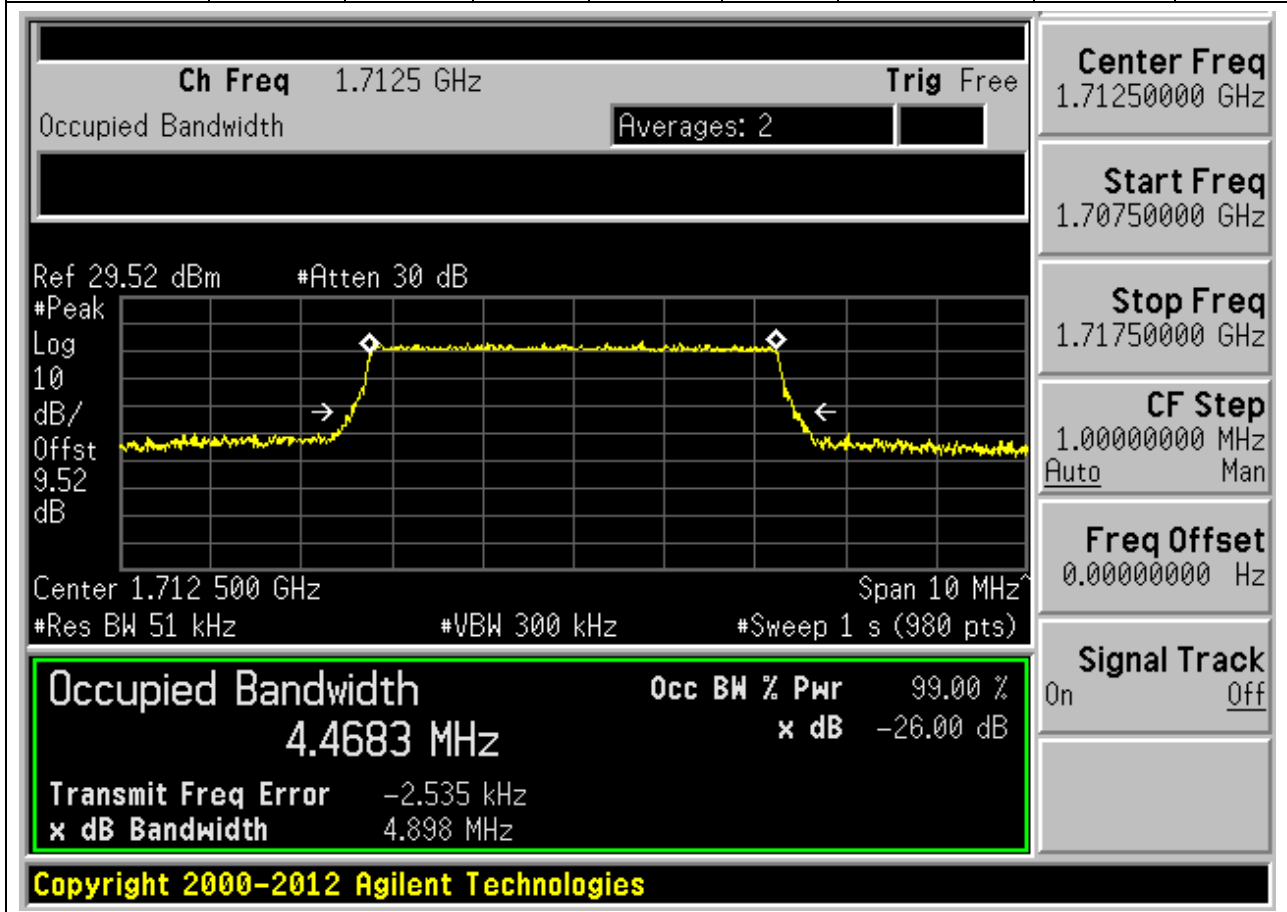 Ch Freq 1.7125 GHz Trig Free
Occupied Bandwidth Averages: 2
Ref 29.52 dBm #Atten 30 dB
#Peak
Log
10
dB/
Offst
9.52
dB
Center 1.712 500 GHz Span 10 MHz^
#Res BW 51 kHz #VBW 300 kHz #Sweep 1 s (980 pts)
Occupied Bandwidth Occ BW % Pwr 99.00 %
4.4683 MHz x dB -26.00 dB
Transmit Freq Error -2.535 kHz
x dB Bandwidth 4.898 MHz
Copyright 2000-2012 Agilent Technologies
Center Freq
1.71250000 GHz
Start Freq
1.70750000 GHz
Stop Freq
1.71750000 GHz
CF Step
1.00000000 MHz
Auto Man
Freq Offset
0.00000000 Hz
Signal Track
On Off